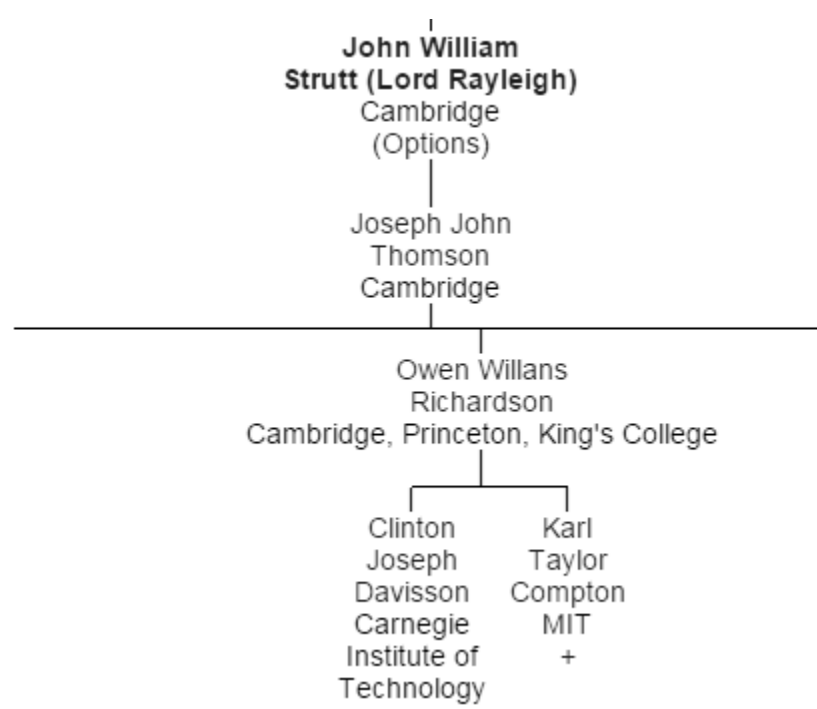 John William
Strutt (Lord Rayleigh)
Cambridge
(Options)
Joseph John
Thomson
Cambridge
Owen Willans
Richardson
Cambridge, Princeton, King's College
Clinton
Joseph
Davisson
Carnegie
Institute of
Technology
Karl
Taylor
Compton
MIT
+